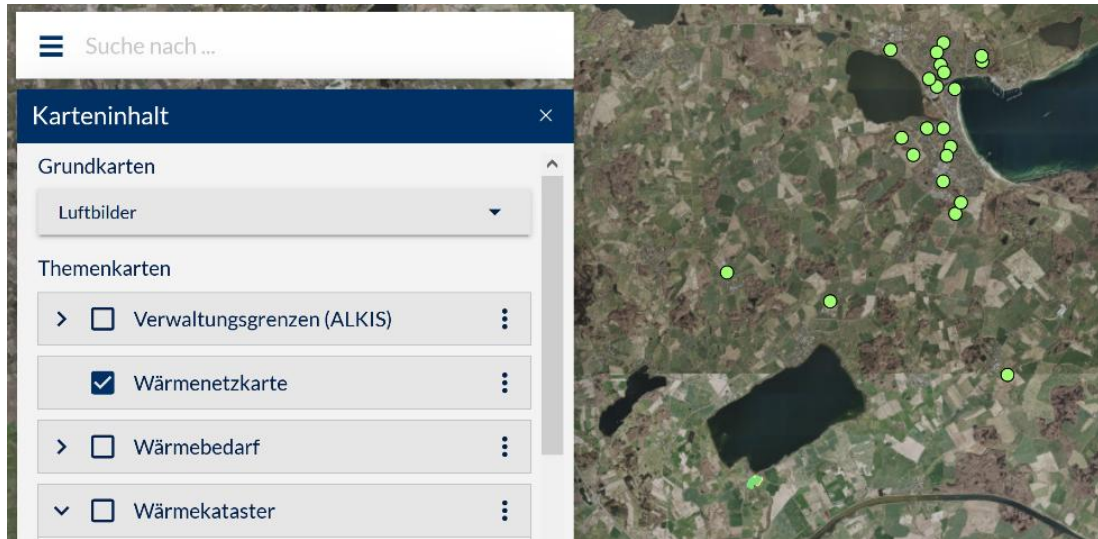 Suche nach ...
Karteninhalt
Grundkarten
Luftbilder
Themenkarten
Verwaltungsgrenzen (ALKIS)
Wärmenetzkarte
Wärmebedarf
Wärmekataster